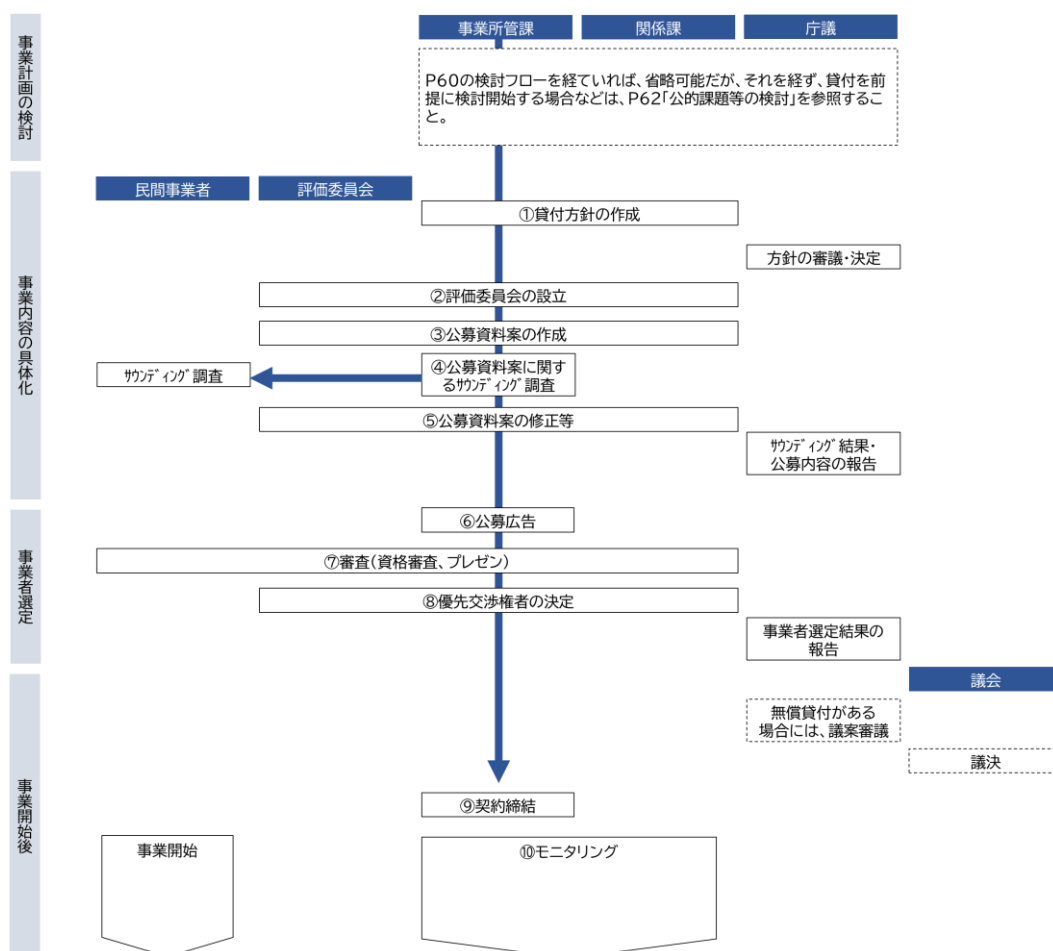 事業計画の検討
事業所管課
関係課
庁議
P60の検討フローを経ていれば、省略可能だが、それを経ず、貸付を前
提に検討開始する場合などは、P62「公的課題等の検討」を参照するこ
と。
事業内容の具体化
民間事業者
評価委員会
①貸付方針の作成
方針の審議・決定
②評価委員会の設立
③公募資料案の作成
④公募資料案に関す
るｻｳﾝﾃﾞｨﾝｸﾞ調査
ｻｳﾝﾃﾞｨﾝｸﾞ調査
⑤公募資料案の修正等
ｻｳﾝﾃﾞｨﾝｸﾞ結果・
公募内容の報告
事業者選定
⑥公募広告
⑦審査(資格審査、プレゼン)
⑧優先交渉権者の決定
事業者選定結果の
報告
事業開始後
議会
無償貸付がある
場合には、議案審議
議決
⑨契約締結
事業開始
⑩モニタリング